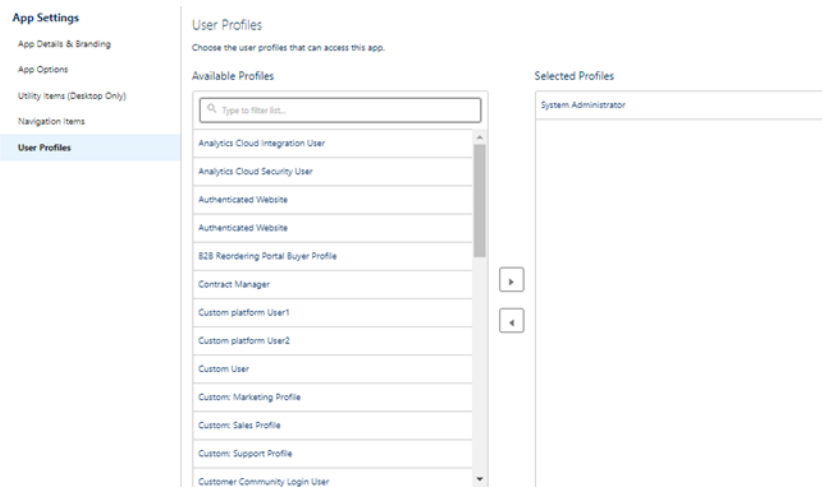 App Settings
App Details & Branding
App Options
Utility Items (Desktop Only)
Navigation Items
User Profiles
User Profiles
Choose the user profiles that can access this app.
Available Profiles
Type to filter list...
Analytics Cloud Integration User
Analytics Cloud Security User
Authenticated Website
Authenticated Website
B2B Reordering Portal Buyer Profile
Contract Manager
Custom platform User1
Custom platform User2
Custom User
Custom: Marketing Profile
Custom: Sales Profile
Custom: Support Profile
Customer Community Login User
Selected Profiles
System Administrator